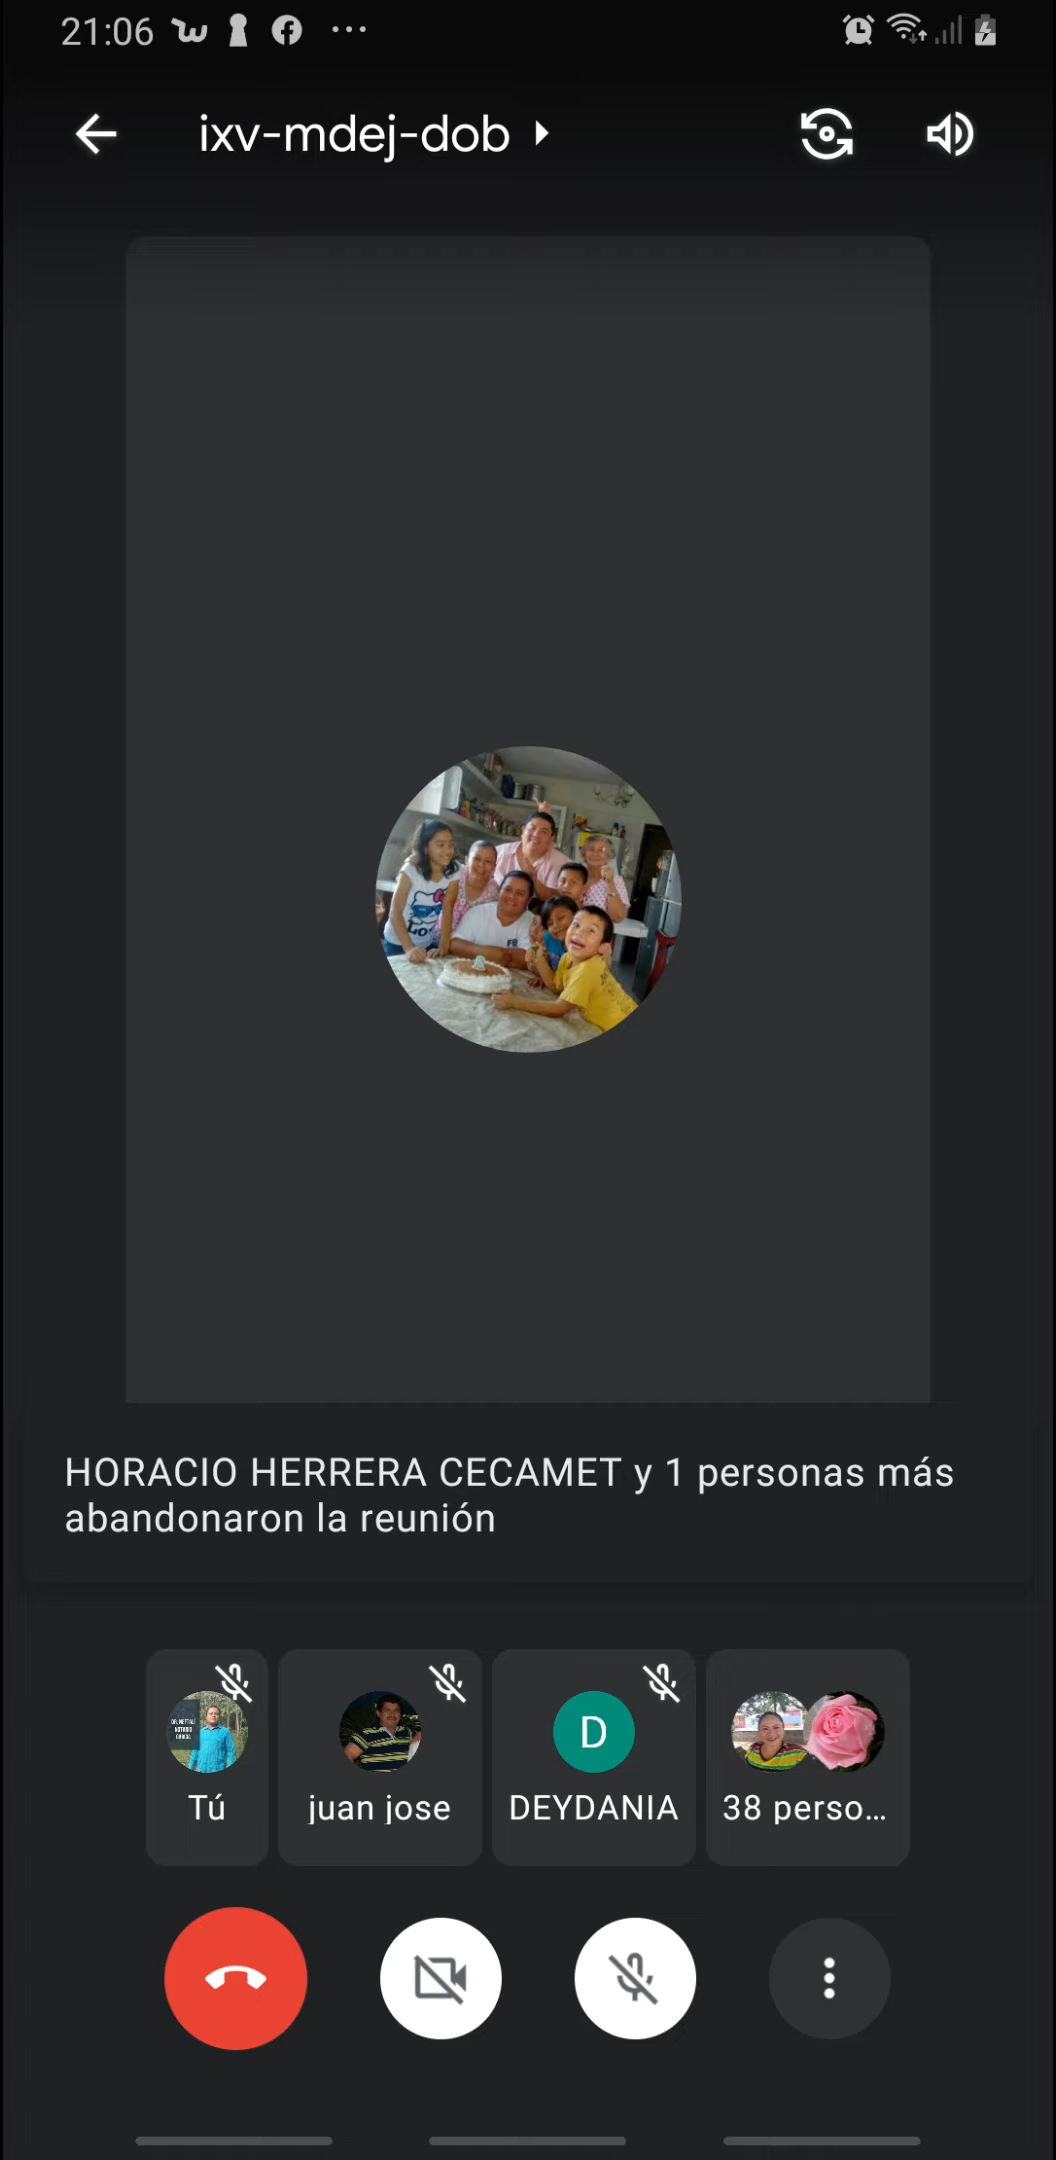 21:06
ixv-mdej-dob
HORACIO HERRERA CECAMET y 1 personas más
abandonaron la reunión
D
Tú
juan jose
DEYDANIA
38 perso...